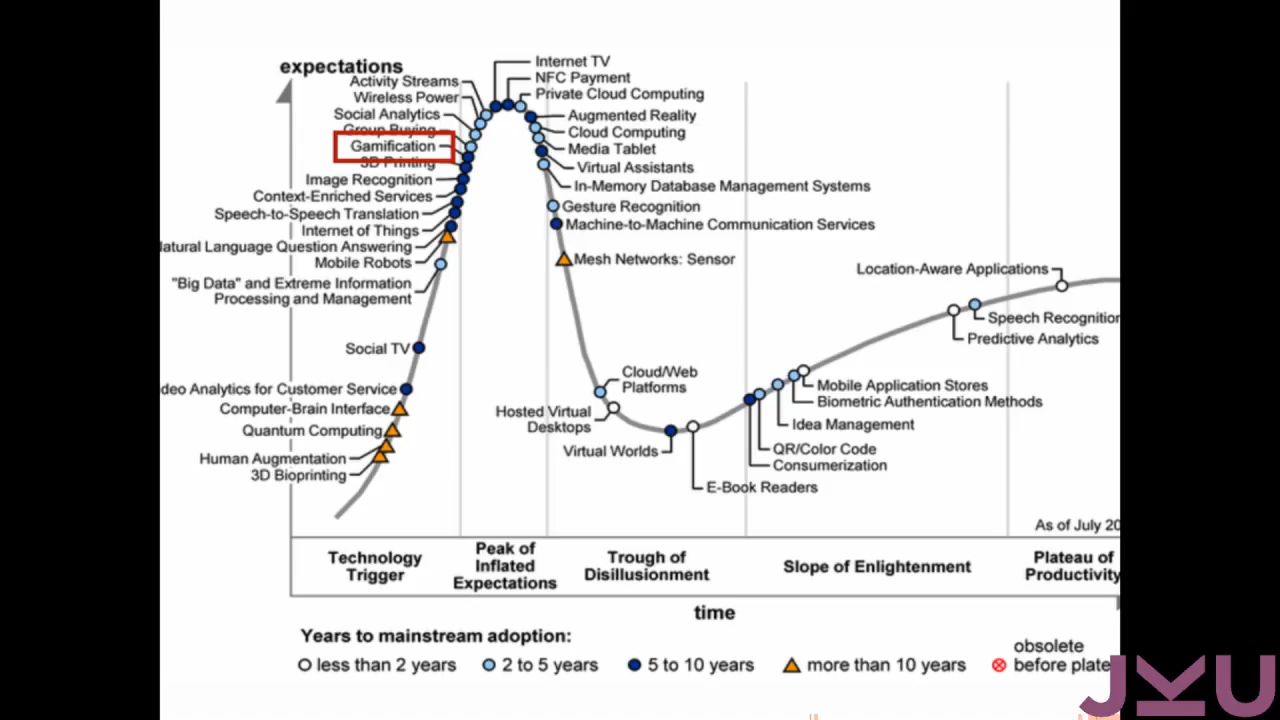 expectations
Activity Streams
Wireless Power
Social Analytics
Group Buying
Gamification
3D Printing
Image Recognition
Context-Enriched Services
Speech-to-Speech Translation
Internet of Things
Natural Language Question Answering
Mobile Robots
"Big Data" and Extreme Information
Processing and Management
Social TV
deo Analytics for Customer Service
Computer-Brain Interface
Quantum Computing
Human Augmentation
3D Bioprinting
Internet TV
NFC Payment
Private Cloud Computing
Augmented Reality
Cloud Computing
Media Tablet
Virtual Assistants
In-Memory Database Management Systems
Gesture Recognition
Machine-to-Machine Communication Services
Mesh Networks: Sensor
Cloud/Web
Platforms
Hosted Virtual
Desktops
Virtual Worlds
E-Book Readers
Location-Aware Applications
Speech Recognition
Predictive Analytics
Mobile Application Stores
Biometric Authentication Methods
Idea Management
QR/Color Code
Consumerization
As of July 20
Technology
Trigger
Peak of
Inflated
Expectations
Trough of
Disillusionment
Slope of Enlightenment
Plateau of
Productivity
time
Years to mainstream adoption:
less than 2 years
2 to 5 years
5 to 10 years
more than 10 years
obsolete
before plate
JKU